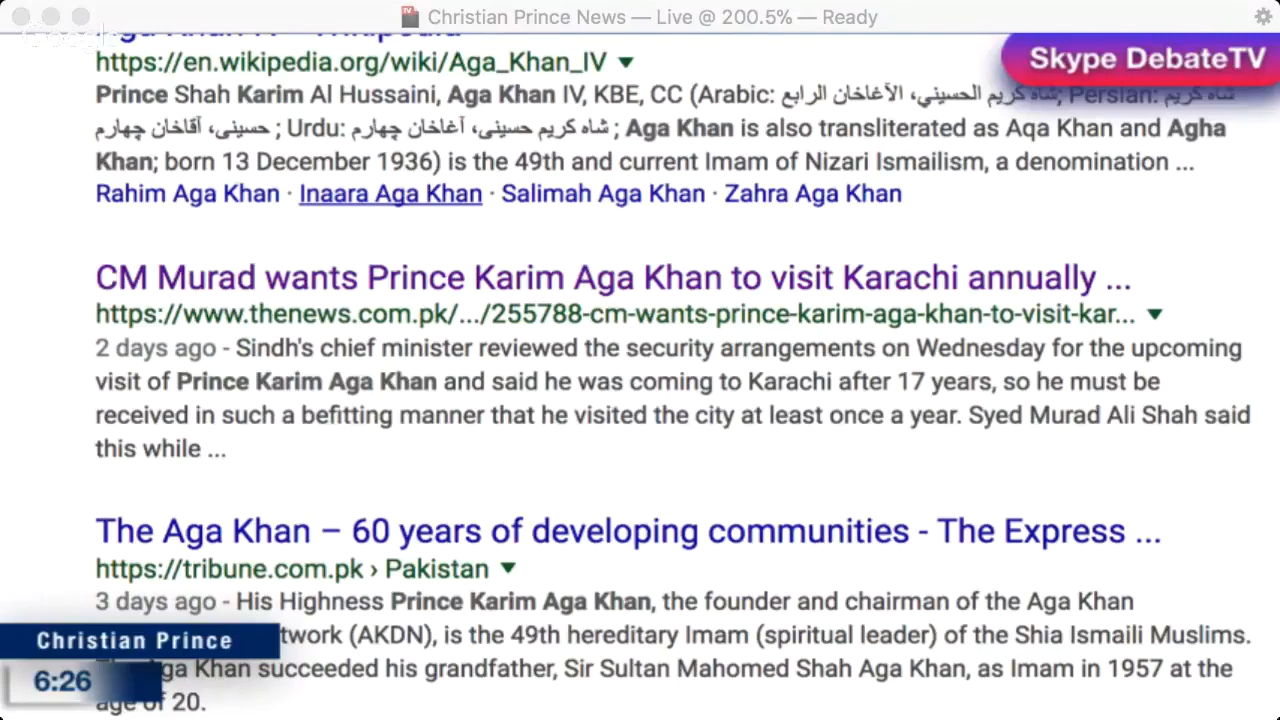 Christian Prince News — Live @ 200.5% — Ready
Google
Skype DebateTV
https://en.wikipedia.org/wiki/Aga_Khan_IV
Prince Shah Karim Al Hussaini, Aga Khan IV, KBE, CC (Arabic: شاه كريم الحسيني، الآغاخان الرابع; Persian: شاه کریم
حسینی، آقاخان چهارم ; Urdu: شاہ کریم حسینی، آغاخان چهارم ; Aga Khan is also transliterated as Aqa Khan and Agha
Khan; born 13 December 1936) is the 49th and current Imam of Nizari Ismailism, a denomination ...
Rahim Aga Khan · Inaara Aga Khan · Salimah Aga Khan · Zahra Aga Khan
CM Murad wants Prince Karim Aga Khan to visit Karachi annually ...
https://www.thenews.com.pk/.../255788-cm-wants-prince-karim-aga-khan-to-visit-kar...
2 days ago - Sindh's chief minister reviewed the security arrangements on Wednesday for the upcoming
visit of Prince Karim Aga Khan and said he was coming to Karachi after 17 years, so he must be
received in such a befitting manner that he visited the city at least once a year. Syed Murad Ali Shah said
this while ...
The Aga Khan – 60 years of developing communities - The Express ...
https://tribune.com.pk › Pakistan
3 days ago - His Highness Prince Karim Aga Khan, the founder and chairman of the Aga Khan
twork (AKDN), is the 49th hereditary Imam (spiritual leader) of the Shia Ismaili Muslims.
ga Khan succeeded his grandfather, Sir Sultan Mahomed Shah Aga Khan, as Imam in 1957 at the
age of 20.
Christian Prince
6:26